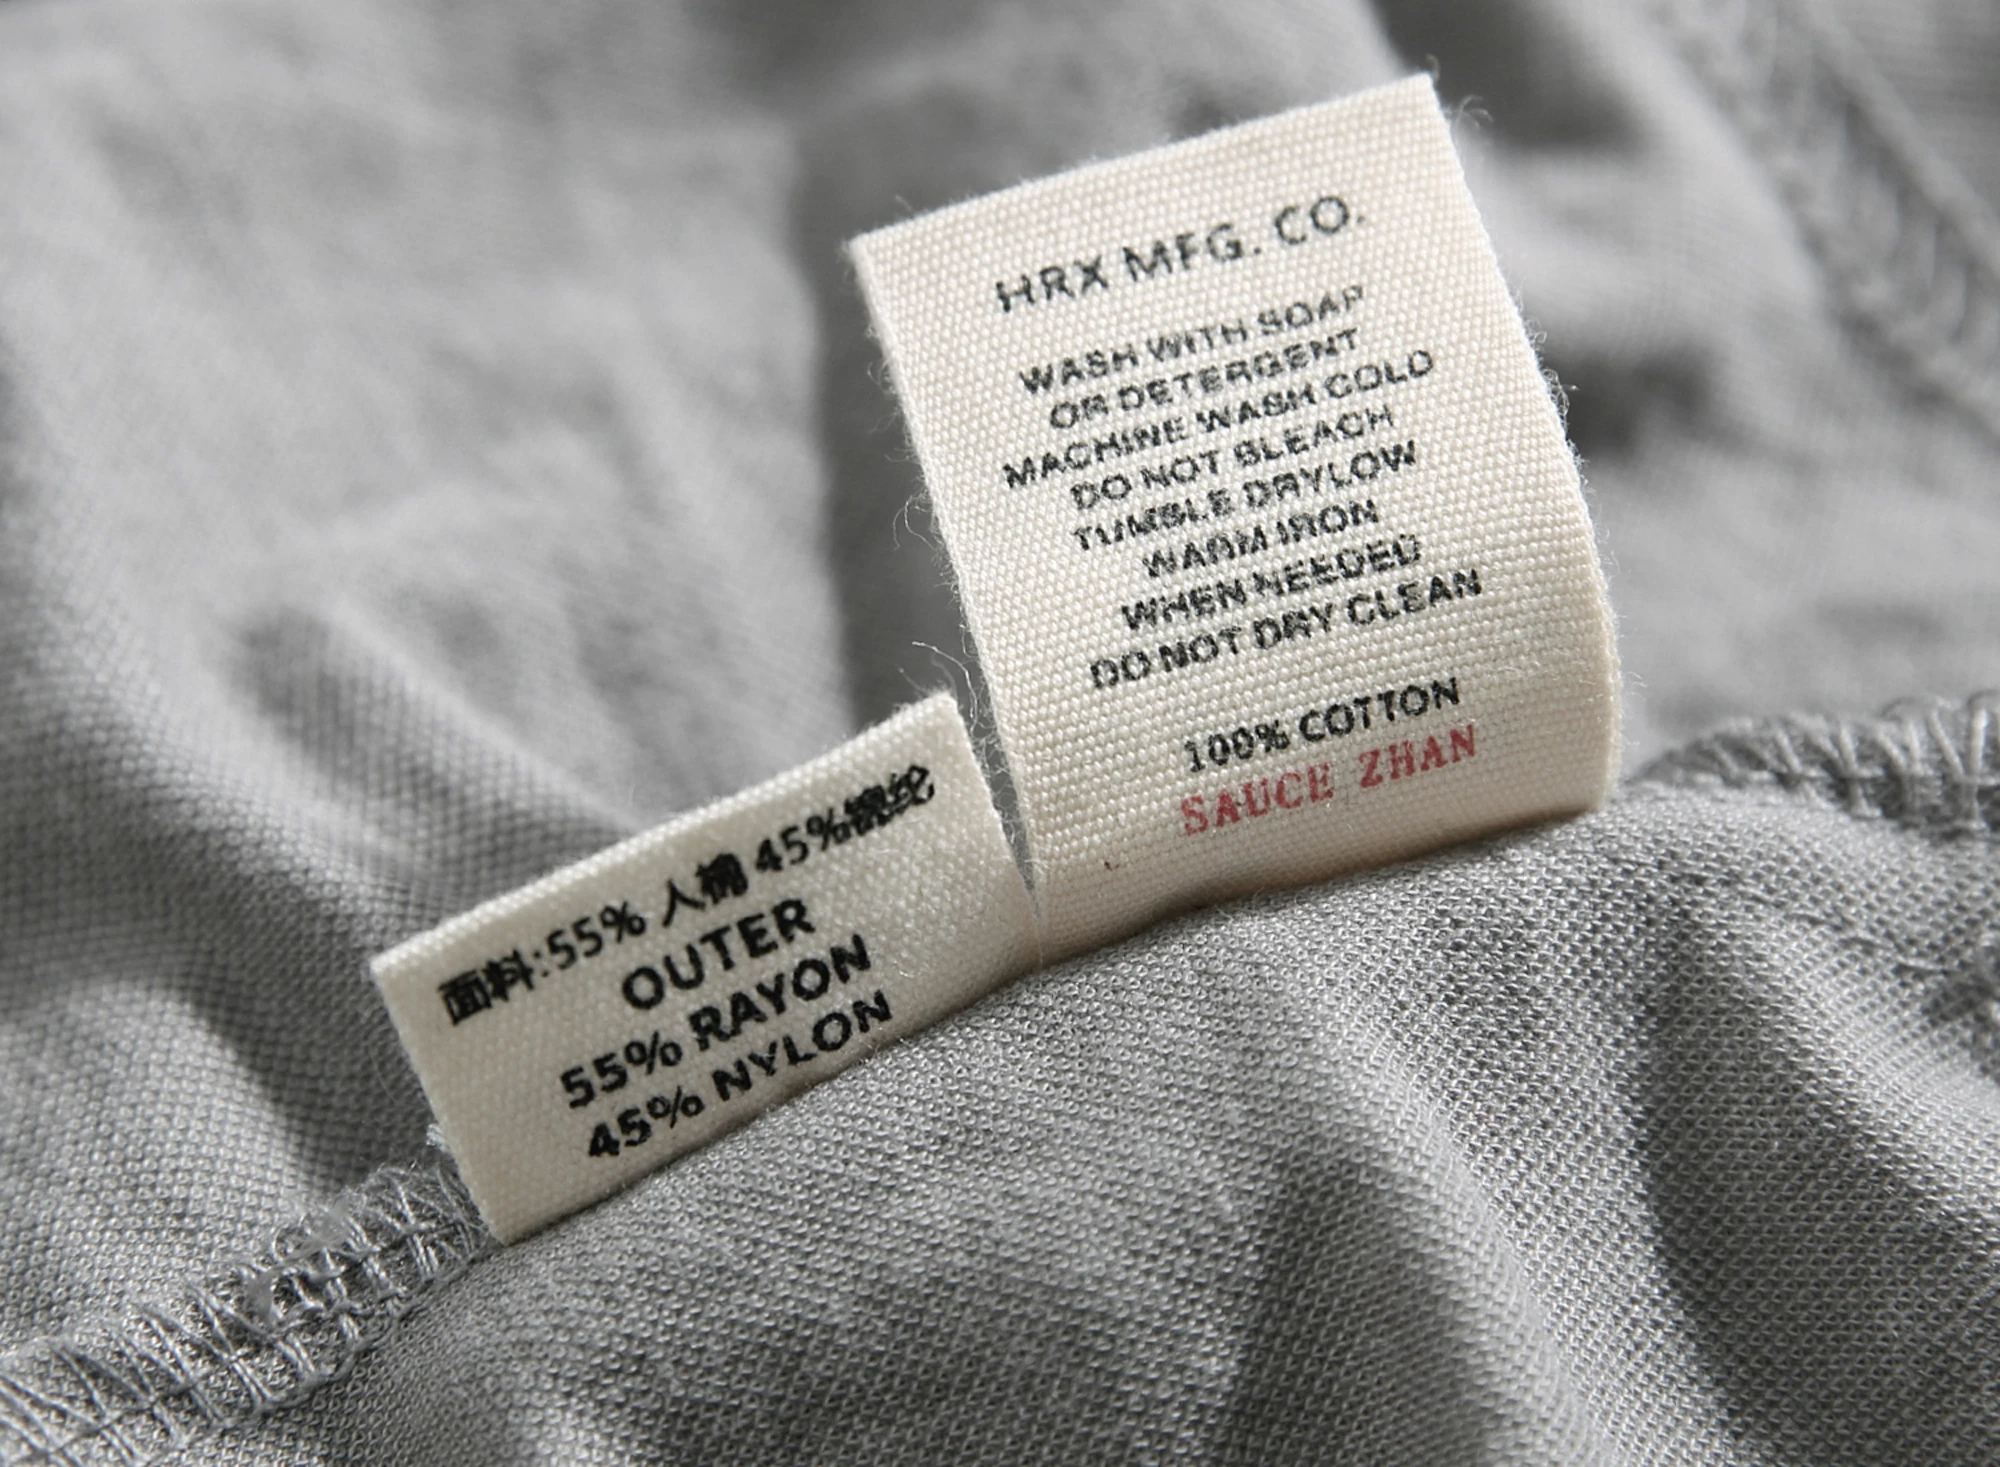 HRX MFG. CO.
WASH WITH SOAP
OR DETERGENT
MACHINE WASH COLD
DO NOT BLEACH
TUMBLE DRYLOW
WARM IRON
WHEN NEEDED
DO NOT DRY CLEAN
100% COTTON
SAUCE ZHAN
面料:55% 人棉 45%锦纶
OUTER
55% RAYON
45% NYLON